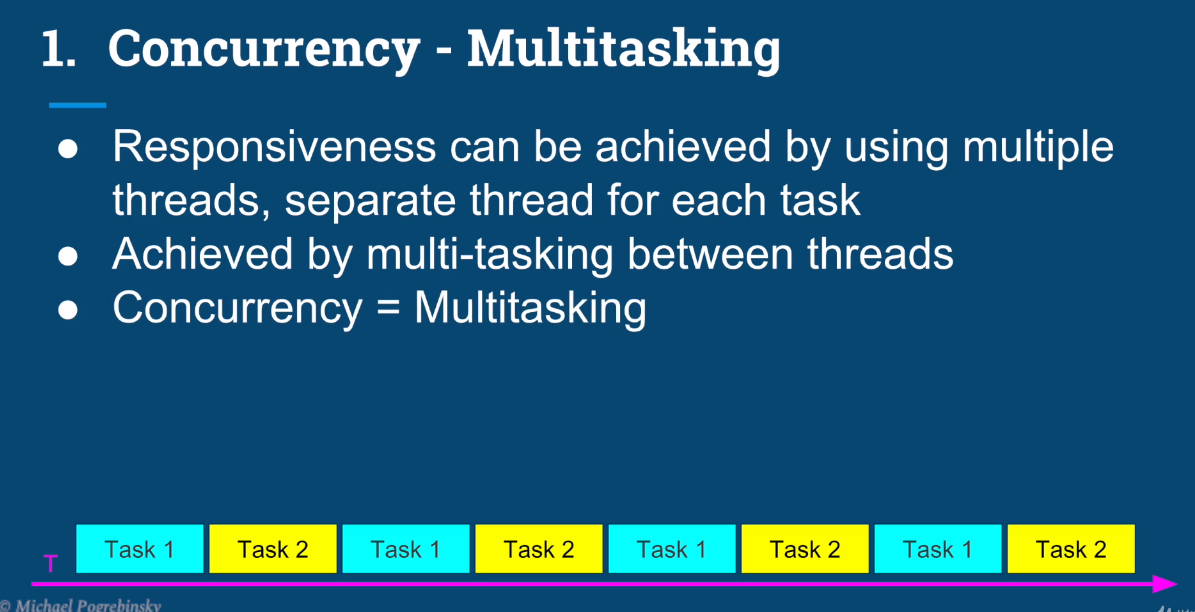 1. Concurrency - Multitasking
● Responsiveness can be achieved by using multiple
threads, separate thread for each task
● Achieved by multi-tasking between threads
● Concurrency = Multitasking
Task 1 Task 2 Task 1 Task 2 Task 1 Task 2 Task 1 Task 2
T
© Michael Pogrebinsky